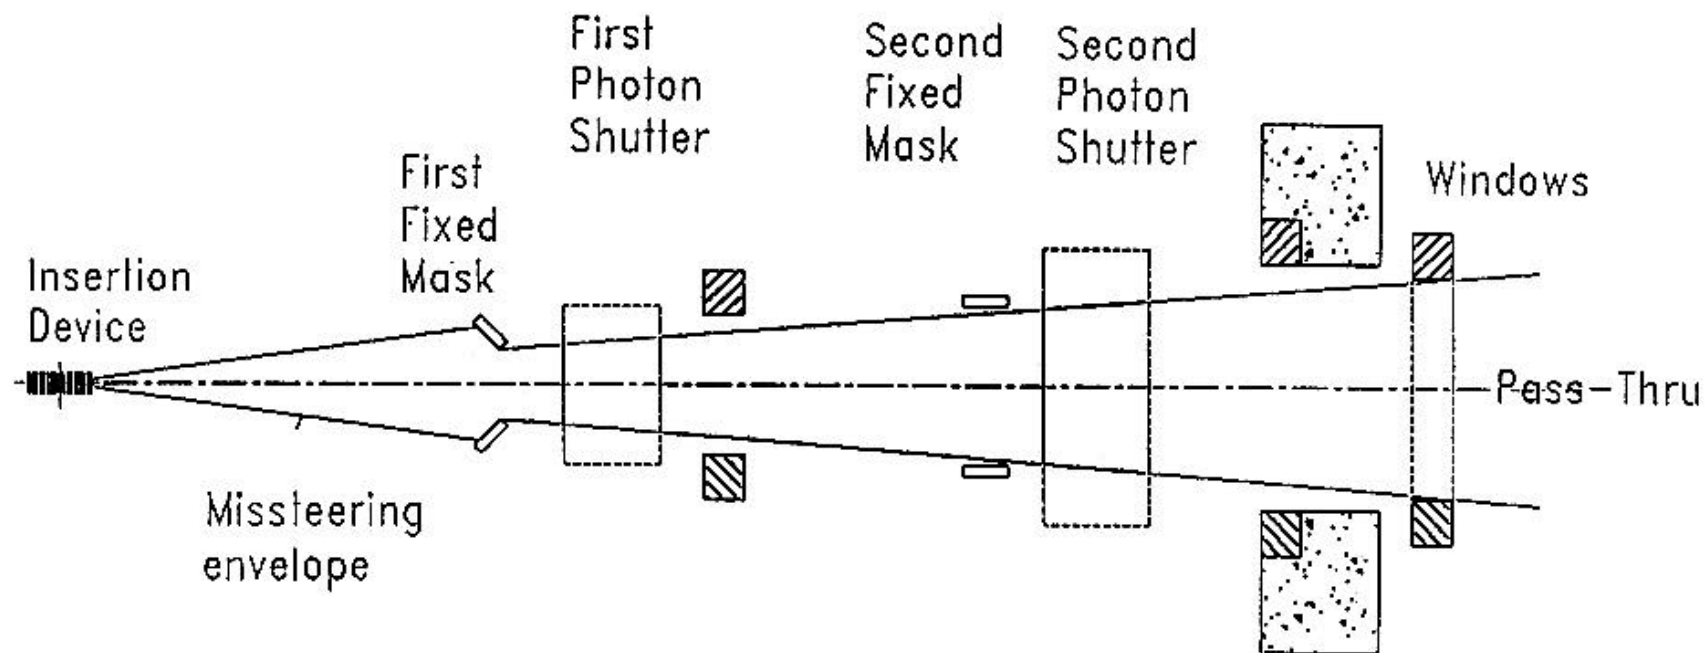 First
Photon
Shutter
Second
Fixed
Mask
Second
Photon
Shutter
First
Fixed
Mask
Windows
Insertion
Device
Pass-Thru
Missteering
envelope